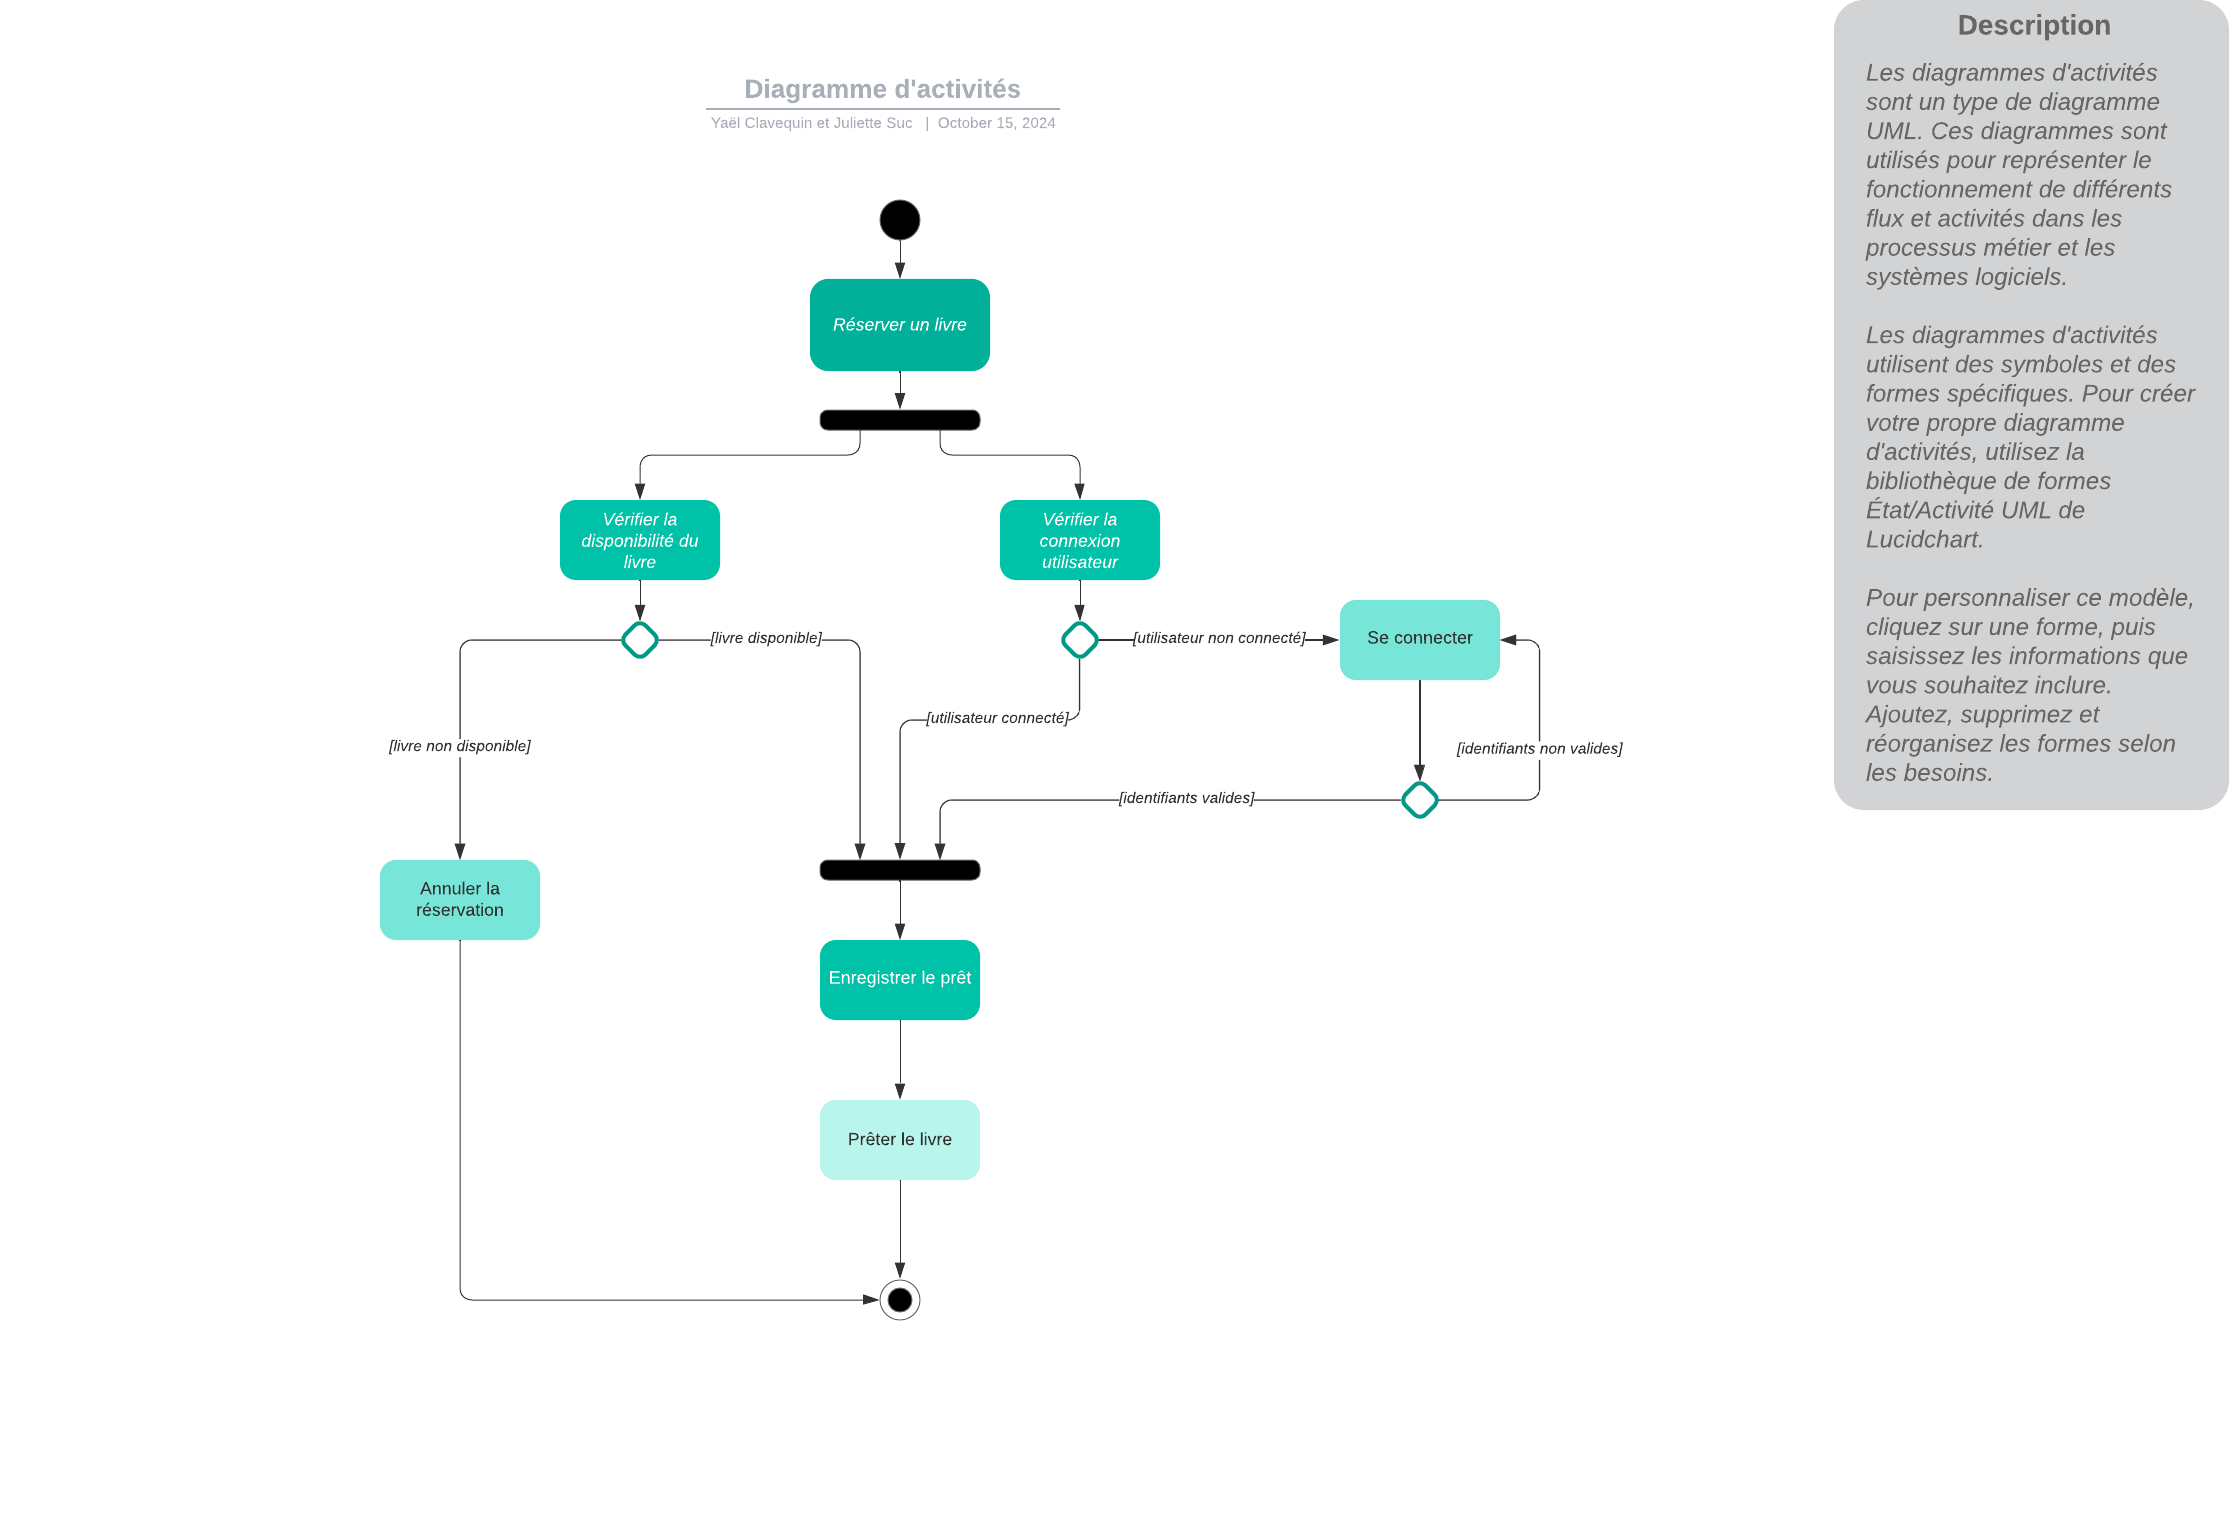 Diagramme d'activités
Yaël Clavequin et Juliette Suc | October 15, 2024
Réserver un livre
Vérifier la
disponibilité du
livre
Vérifier la
connexion
utilisateur
[livre disponible]
[utilisateur non connecté]
Se connecter
[utilisateur connecté]
[livre non disponible]
[identifiants non valides]
[identifiants valides]
Annuler la
réservation
Enregistrer le prêt
Prêter le livre
Description
Les diagrammes d'activités
sont un type de diagramme
UML. Ces diagrammes sont
utilisés pour représenter le
fonctionnement de différents
flux et activités dans les
processus métier et les
systèmes logiciels.
Les diagrammes d'activités
utilisent des symboles et des
formes spécifiques. Pour créer
votre propre diagramme
d'activités, utilisez la
bibliothèque de formes
État/Activité UML de
Lucidchart.
Pour personnaliser ce modèle,
cliquez sur une forme, puis
saisissez les informations que
vous souhaitez inclure.
Ajoutez, supprimez et
réorganisez les formes selon
les besoins.